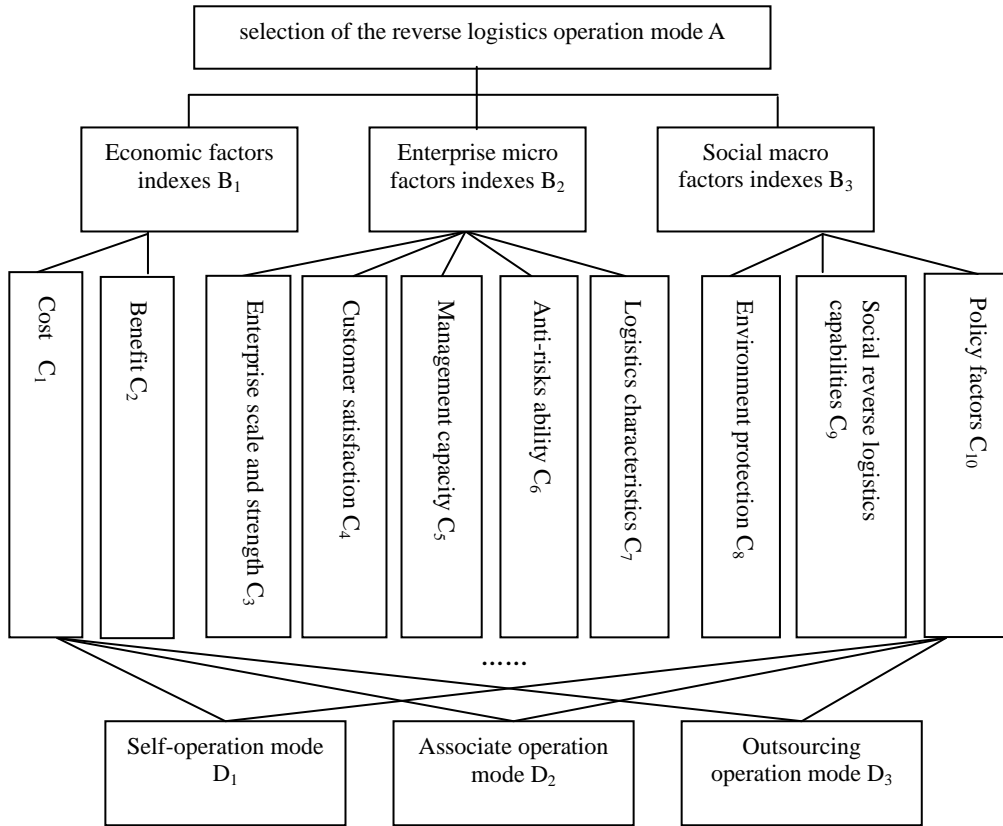 selection of the reverse logistics operation mode A
Economic factors
indexes B₁
Enterprise micro
factors indexes B₂
Social macro
factors indexes B₃
Cost C₁
Benefit C₂
Enterprise scale and strength C₃
Customer satisfaction C₄
Management capacity C₅
Anti-risks ability C₆
Logistics characteristics C₇
Environment protection C₈
Social reverse logistics
capabilities C₉
Policy factors C₁₀
......
Self-operation mode
D₁
Associate operation
mode D₂
Outsourcing
operation mode D₃